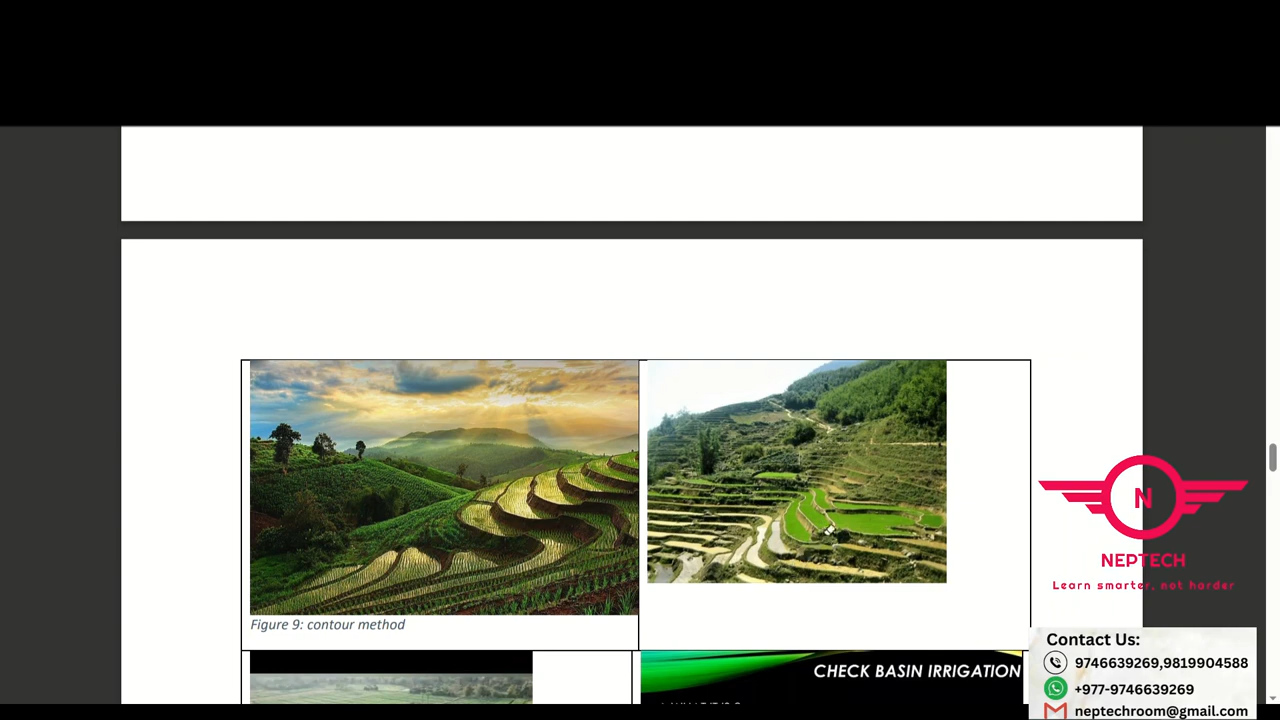 Figure 9: contour method
CHECK BASIN IRRIGATION
N
NEPTECH
Learn smarter, not harder
Contact Us:
9746639269,9819904588
+977-9746639269
neptechroom@gmail.com